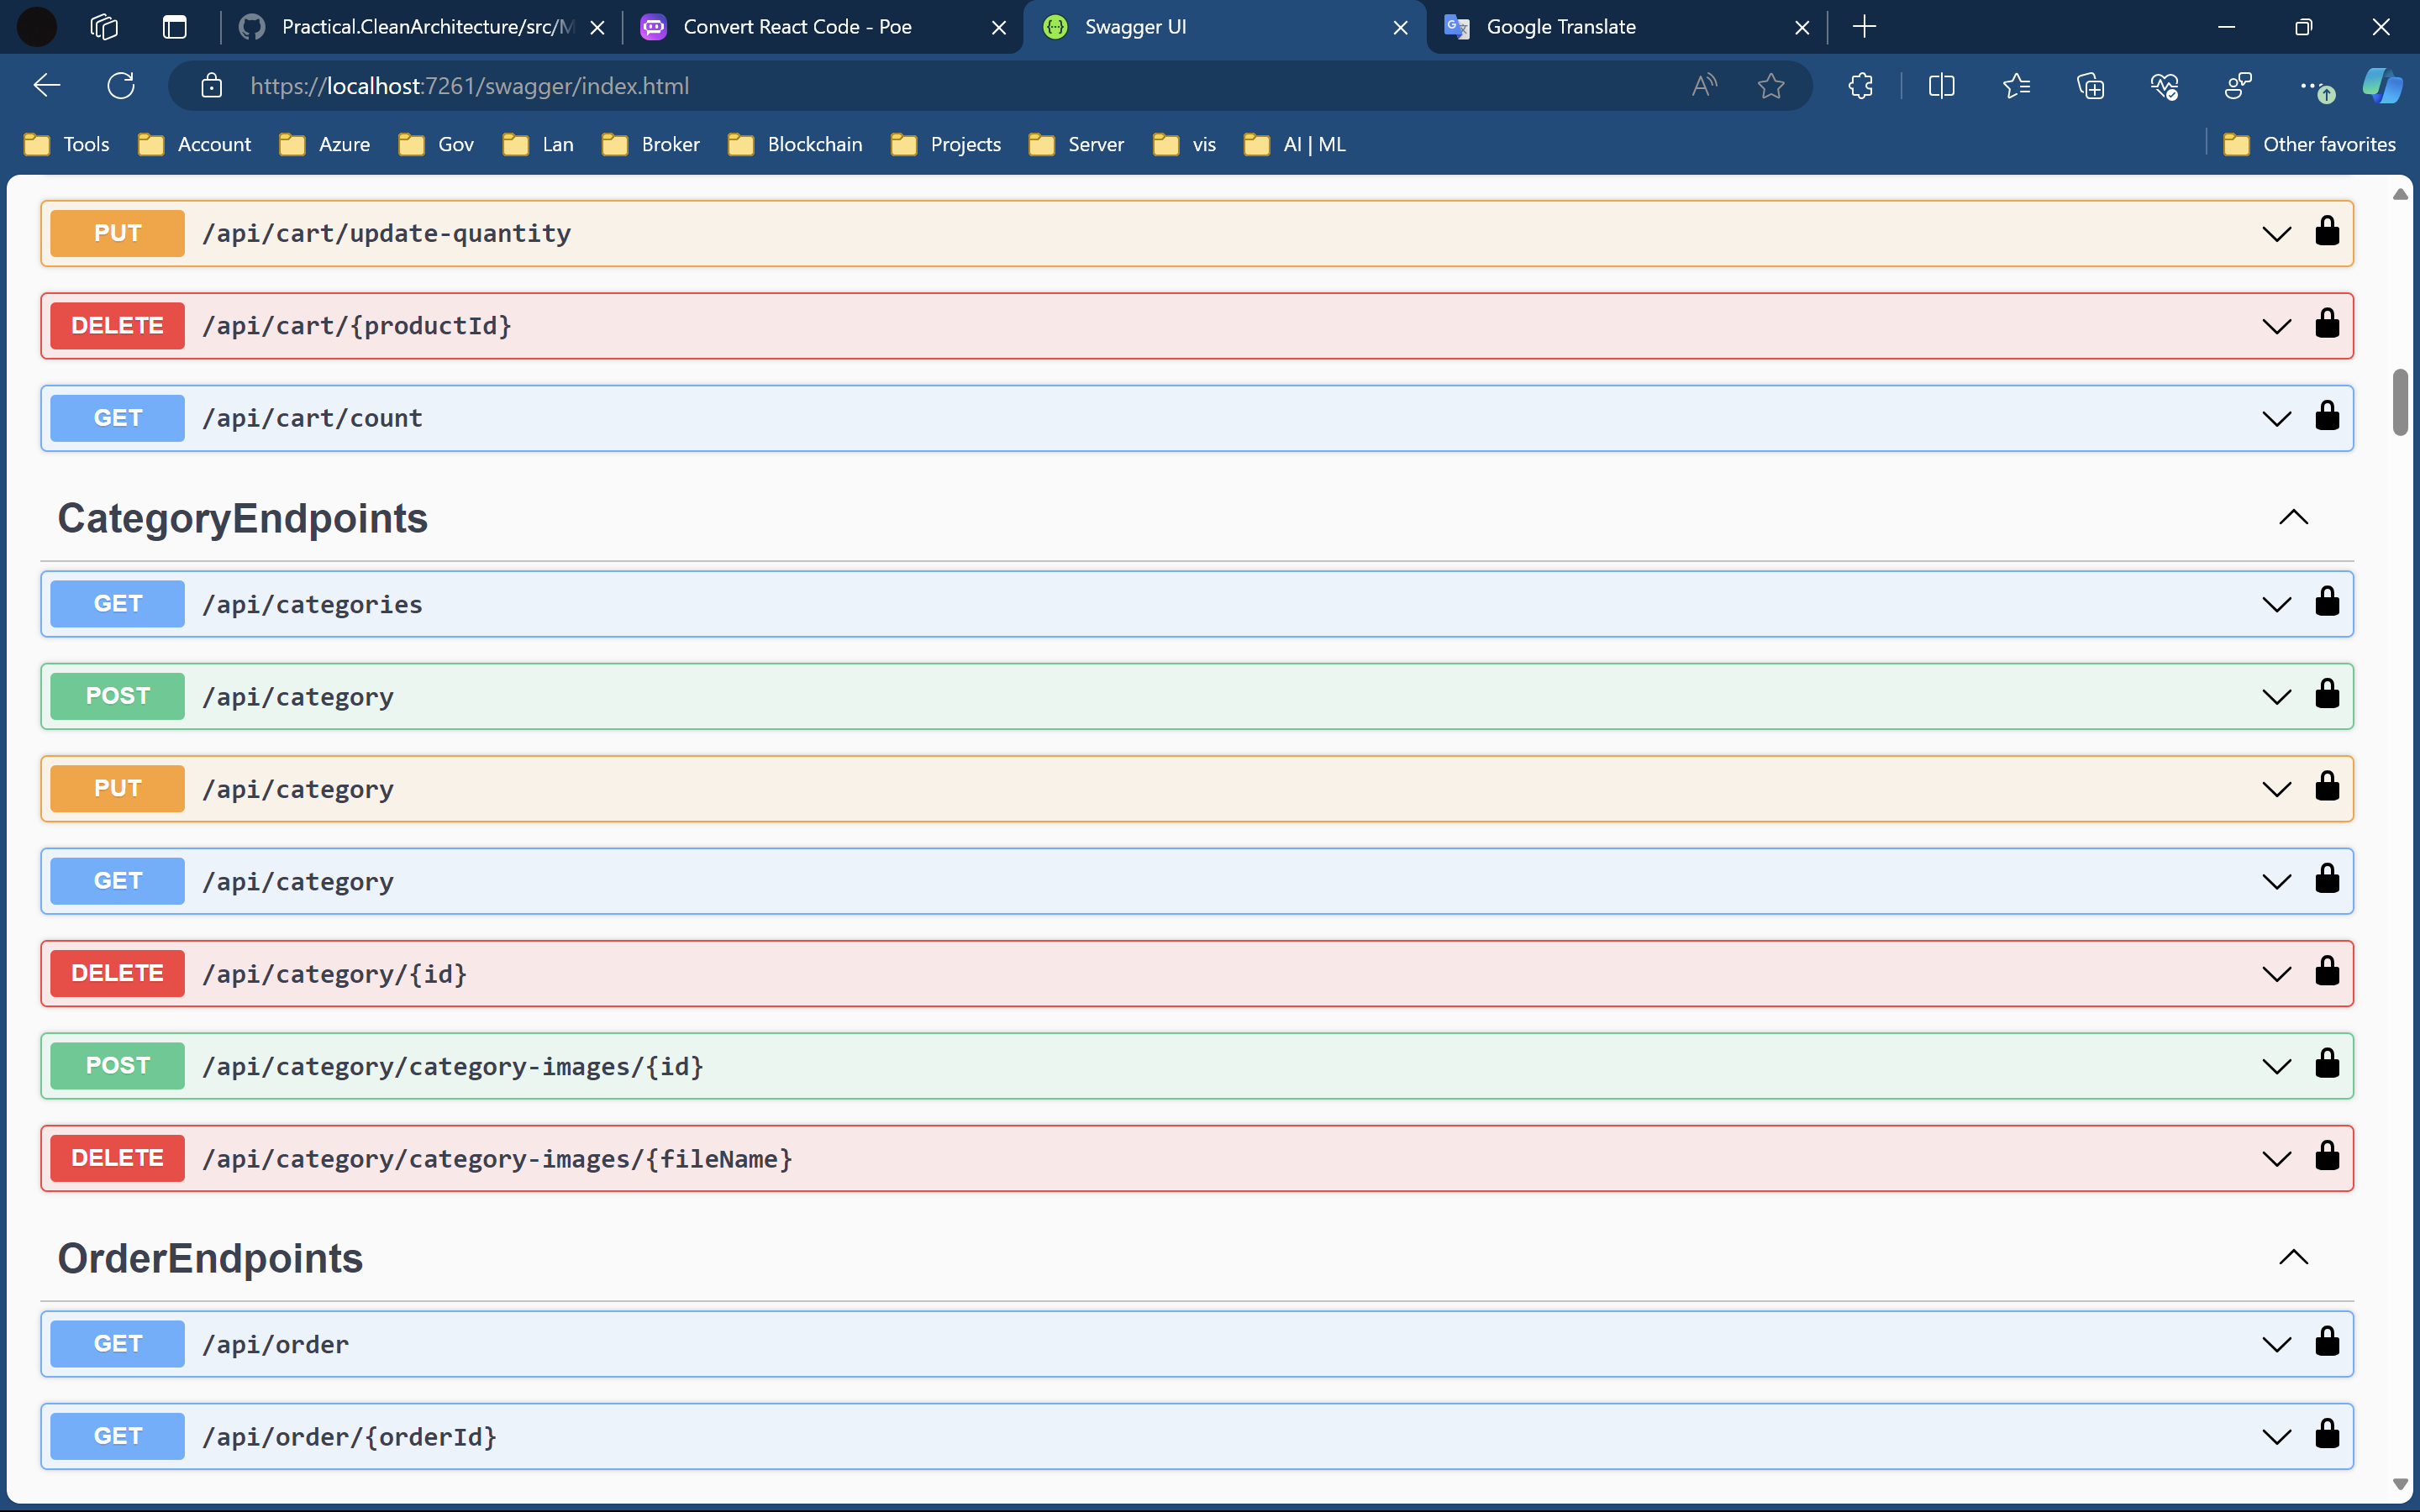 Practical.CleanArchitecture/src/M
Convert React Code - Poe
Swagger UI
Google Translate
https://localhost:7261/swagger/index.html
Tools Account Azure Gov Lan Broker Blockchain Projects Server vis AI | ML Other favorites
PUT /api/cart/update-quantity
DELETE /api/cart/{productId}
GET /api/cart/count
CategoryEndpoints
GET /api/categories
POST /api/category
PUT /api/category
GET /api/category
DELETE /api/category/{id}
POST /api/category/category-images/{id}
DELETE /api/category/category-images/{fileName}
OrderEndpoints
GET /api/order
GET /api/order/{orderId}